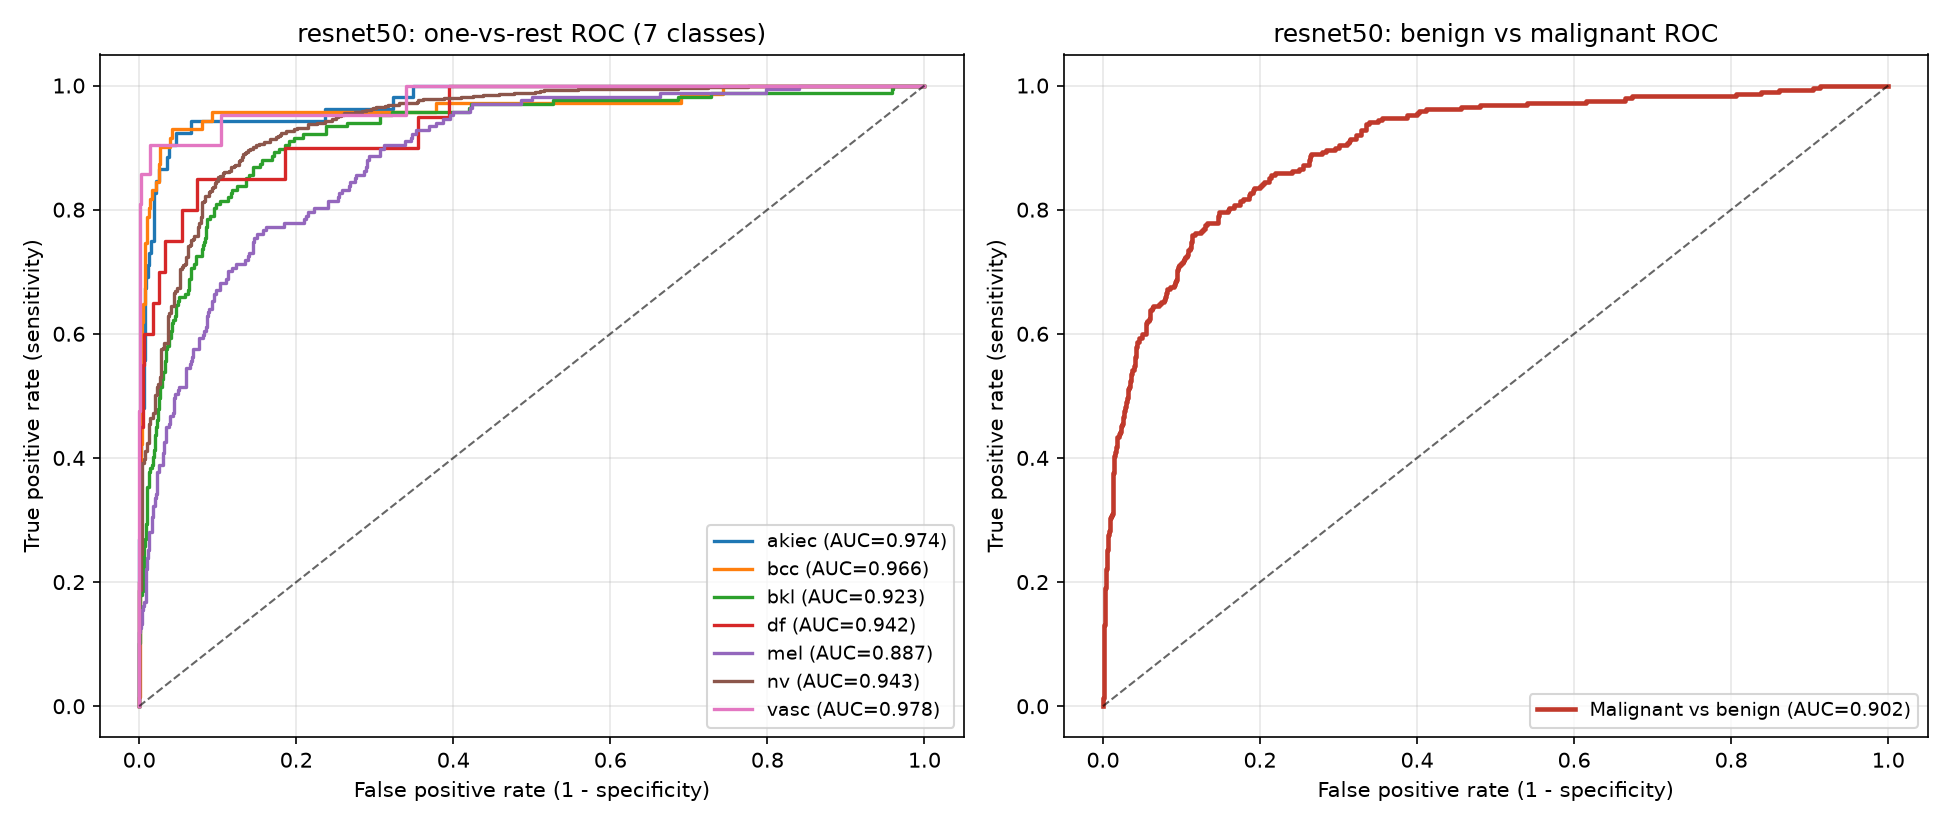 resnet50: one-vs-rest ROC (7 classes)
True positive rate (sensitivity)
1.0
0.8
0.6
0.4
0.2
0.0
0.0 0.2 0.4 0.6 0.8 1.0
False positive rate (1 - specificity)
akiec (AUC=0.974)
bcc (AUC=0.966)
bkl (AUC=0.923)
df (AUC=0.942)
mel (AUC=0.887)
nv (AUC=0.943)
vasc (AUC=0.978)
resnet50: benign vs malignant ROC
True positive rate (sensitivity)
1.0
0.8
0.6
0.4
0.2
0.0
0.0 0.2 0.4 0.6 0.8 1.0
False positive rate (1 - specificity)
Malignant vs benign (AUC=0.902)